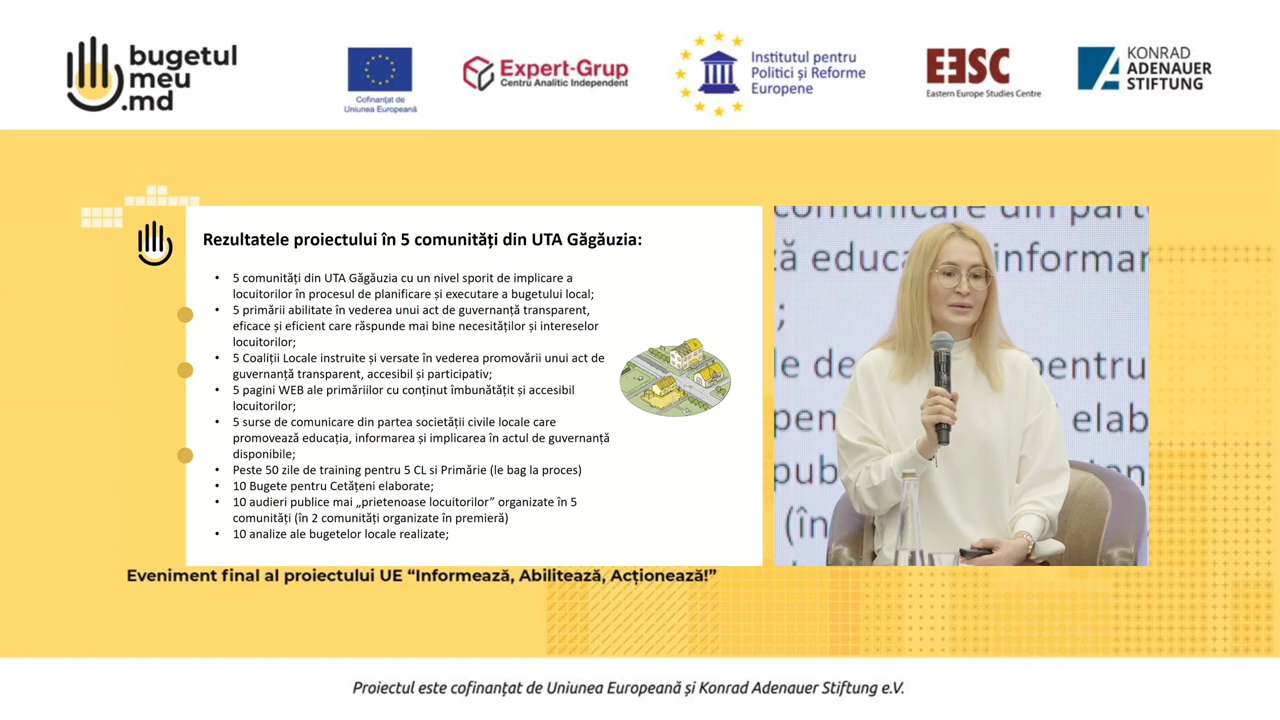 bugetul
meu
.md
Cofinanțat de
Uniunea Europeană
Expert-Grup
Centru Analitic Independent
Institutul pentru
Politici și Reforme
Europene
EESC
Eastern Europe Studies Centre
KONRAD
ADENAUER
STIFTUNG
Rezultatele proiectului în 5 comunități din UTA Găgăuzia:
• 5 comunități din UTA Găgăuzia cu un nivel sporit de implicare a
locuitorilor în procesul de planificare și executare a bugetului local;
• 5 primării abilitate în vederea unui act de guvernanță transparent,
eficace și eficient care răspunde mai bine necesităților și intereselor
locuitorilor;
• 5 Coaliții Locale instruite și versate în vederea promovării unui act de
guvernanță transparent, accesibil și participativ;
• 5 pagini WEB ale primăriilor cu conținut îmbunătățit și accesibil
locuitorilor;
• 5 surse de comunicare din partea societății civile locale care
promovează educația, informarea și implicarea în actul de guvernanță
disponibile;
• Peste 50 zile de training pentru 5 CL si Primărie (le bag la proces)
• 10 Bugete pentru Cetățeni elaborate;
• 10 audieri publice mai „prietenoase locuitorilor” organizate în 5
comunități (în 2 comunități organizate în premieră)
• 10 analize ale bugetelor locale realizate;
comunicare din part
ză educa informar
;
le de pentru
pen elab
pub
(în
Eveniment final al proiectului UE “Informează, Abilitează, Acționează!”
Proiectul este cofinanțat de Uniunea Europeană și Konrad Adenauer Stiftung e.V.